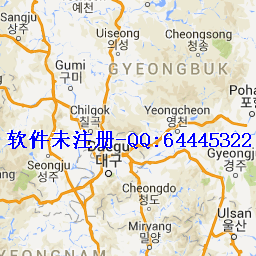 Sangju
상주
예천
Uiseong
의성
Cheongsong
청송
GYEONGBUK
Gumi
구미
Chilgok
칠곡
Yeongcheon
영천
Poha
포항
软件未注册-QQ:64445322
Daegu
대구
Seongju
성주
Gyeongju
경주
Cheongdo
청도
Ulsan
울산
Miryang
밀양
YEONGNAM